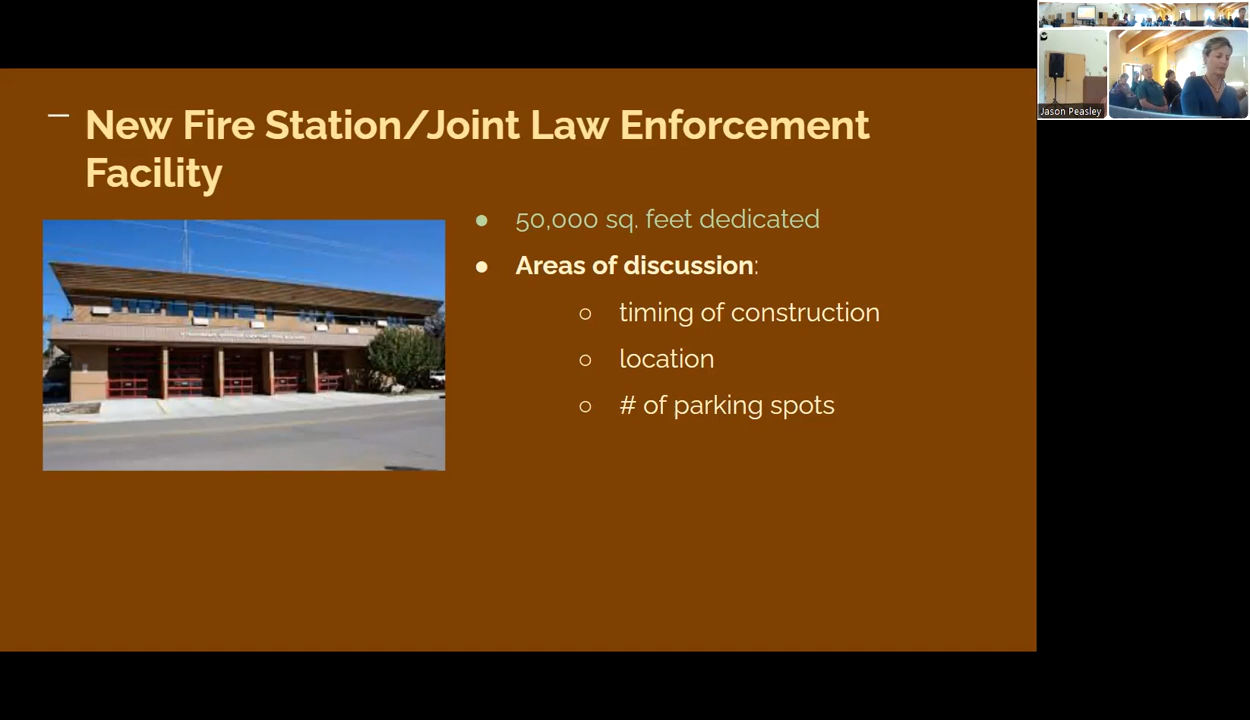 New Fire Station/Joint Law Enforcement
Facility
● 50,000 sq. feet dedicated
● Areas of discussion:
○ timing of construction
○ location
○ # of parking spots
Jason Peasley